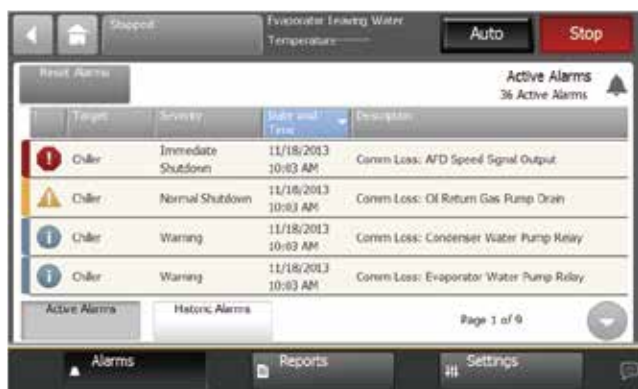 Stopped
Evaporator Leaving Water
Temperature
Auto
Stop
Reset Alarms
Active Alarms
36 Active Alarms
Target
Severity
Date and
Time
Description
Chiller
Immediate
Shutdown
11/18/2013
10:03 AM
Comm Loss: AFD Speed Signal Output
Chiller
Normal Shutdown
11/18/2013
10:03 AM
Comm Loss: Oil Return Gas Pump Drain
Chiller
Warning
11/18/2013
10:03 AM
Comm Loss: Condenser Water Pump Relay
Chiller
Warning
11/18/2013
10:03 AM
Comm Loss: Evaporator Water Pump Relay
Active Alarms
Historic Alarms
Page 1 of 9
Alarms
Reports
Settings